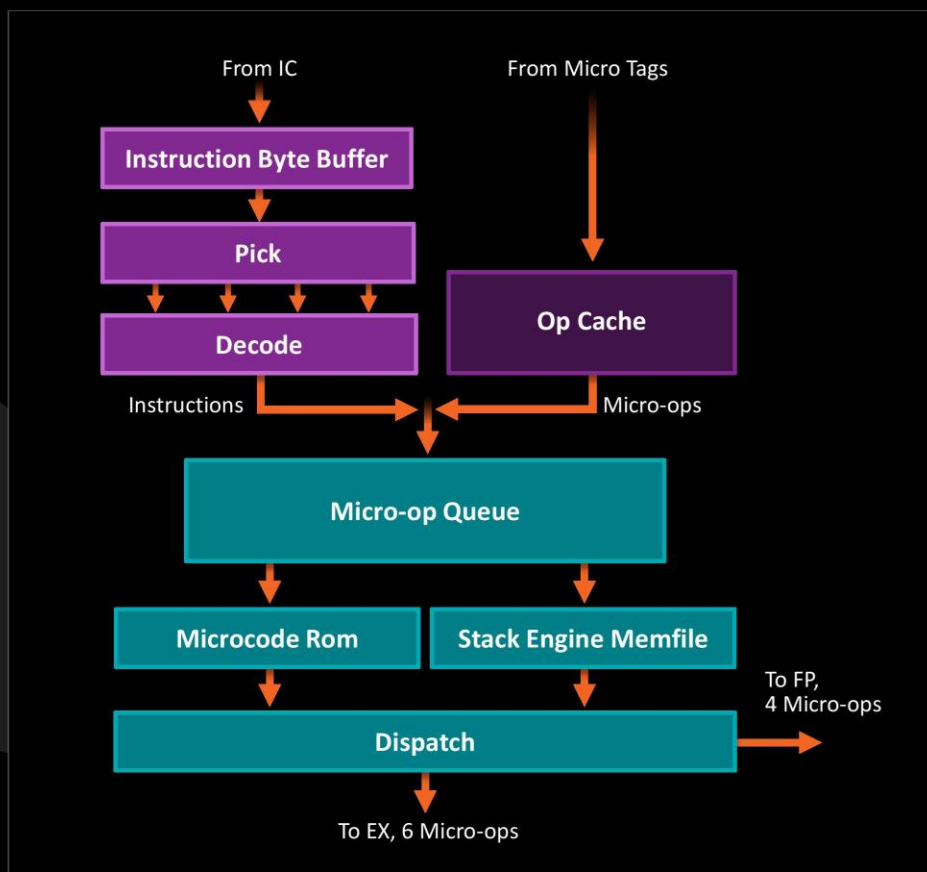 From IC
From Micro Tags
Instruction Byte Buffer
Pick
Op Cache
Decode
Instructions
Micro-ops
Micro-op Queue
Microcode Rom
Stack Engine Memfile
To FP,
4 Micro-ops
Dispatch
To EX, 6 Micro-ops